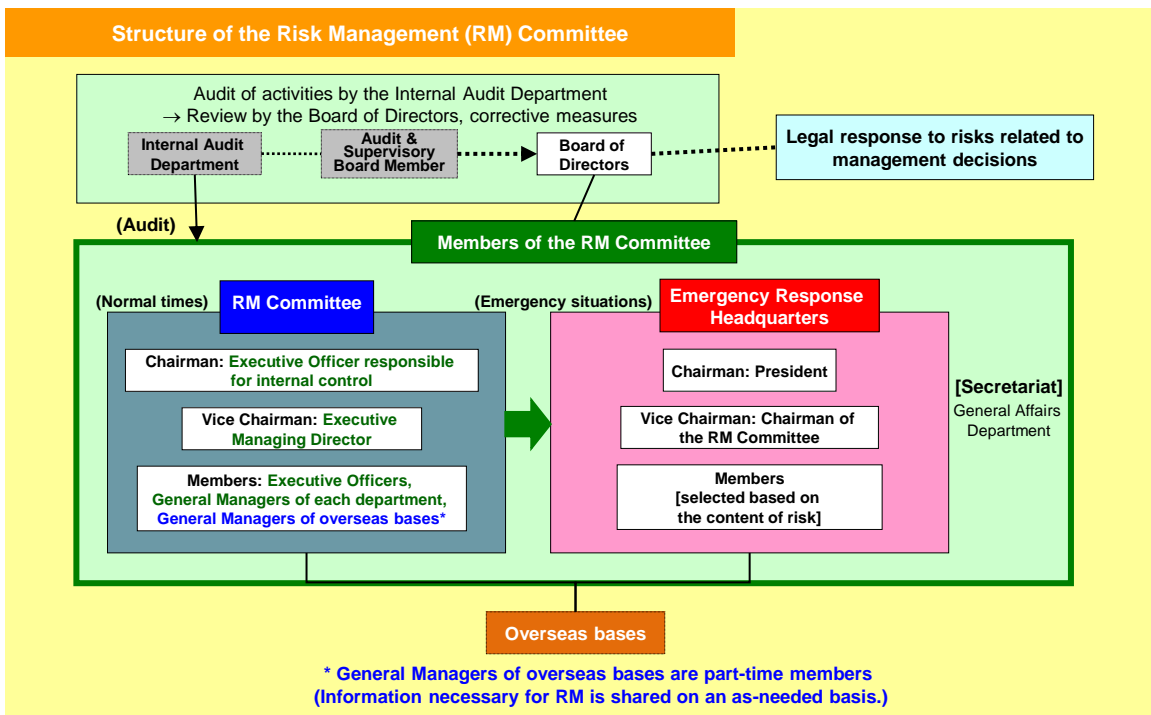 Structure of the Risk Management (RM) Committee
Audit of activities by the Internal Audit Department
→ Review by the Board of Directors, corrective measures
Internal Audit
Department
Audit &
Supervisory
Board Member
Board of
Directors
Legal response to risks related to
management decisions
(Audit)
Members of the RM Committee
(Normal times)
RM Committee
(Emergency situations)
Emergency Response
Headquarters
Chairman: Executive Officer responsible
for internal control
Vice Chairman: Executive
Managing Director
Members: Executive Officers,
General Managers of each department,
General Managers of overseas bases*
Chairman: President
Vice Chairman: Chairman of
the RM Committee
Members
[selected based on
the content of risk]
[Secretariat]
General Affairs
Department
Overseas bases
* General Managers of overseas bases are part-time members
(Information necessary for RM is shared on an as-needed basis.)